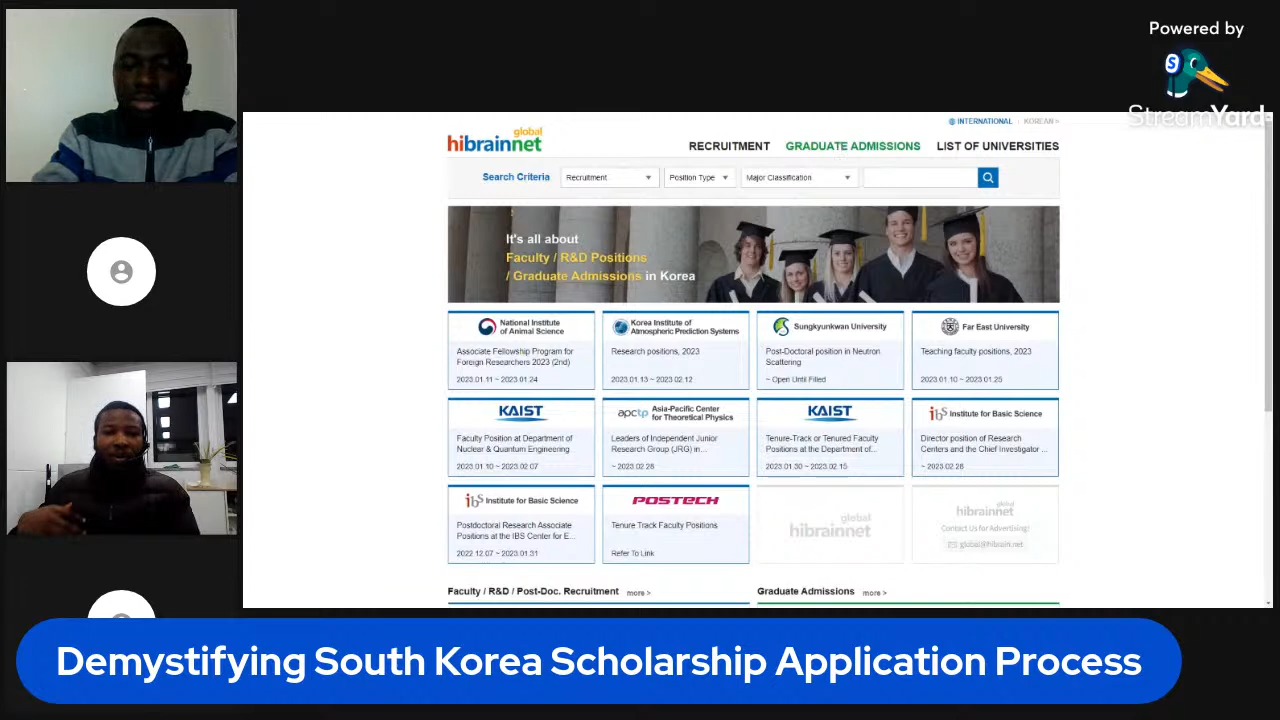 Powered by
StreamYard
INTERNATIONAL | KOREAN >
global
hibrainnet
RECRUITMENT GRADUATE ADMISSIONS LIST OF UNIVERSITIES
Search Criteria Recruitment Position Type Major Classification
It's all about
Faculty / R&D Positions
/ Graduate Admissions in Korea
National Institute
of Animal Science
Associate Fellowship Program for
Foreign Researchers 2023 (2nd)
2023.01.11 ~ 2023.01.24
Korea Institute of
Atmospheric Prediction Systems
Research positions, 2023
2023.01.13 ~ 2023.02.12
Sungkyunkwan University
Post-Doctoral position in Neutron
Scattering
~ Open Until Filled
Far East University
Teaching faculty positions, 2023
2023.01.10 ~ 2023.01.25
KAIST
Faculty Position at Department of
Nuclear & Quantum Engineering
2023.01.10 ~ 2023.02.07
apctp Asia-Pacific Center
for Theoretical Physics
Leaders of Independent Junior
Research Group (JRG) in...
~ 2023.02.28
KAIST
Tenure-Track or Tenured Faculty
Positions at the Department of...
2023.01.30 ~ 2023.02.15
ibs Institute for Basic Science
Director position of Research
Centers and the Chief Investigator ...
~ 2023.02.28
ibs Institute for Basic Science
Postdoctoral Research Associate
Positions at the IBS Center for E...
2022.12.07 ~ 2023.01.31
POSTECH
Tenure Track Faculty Positions
Refer To Link
global
hibrainnet
global
hibrainnet
Contact Us for Advertising!
global@hibrain.net
Faculty / R&D / Post-Doc. Recruitment more >
Graduate Admissions more >
Demystifying South Korea Scholarship Application Process